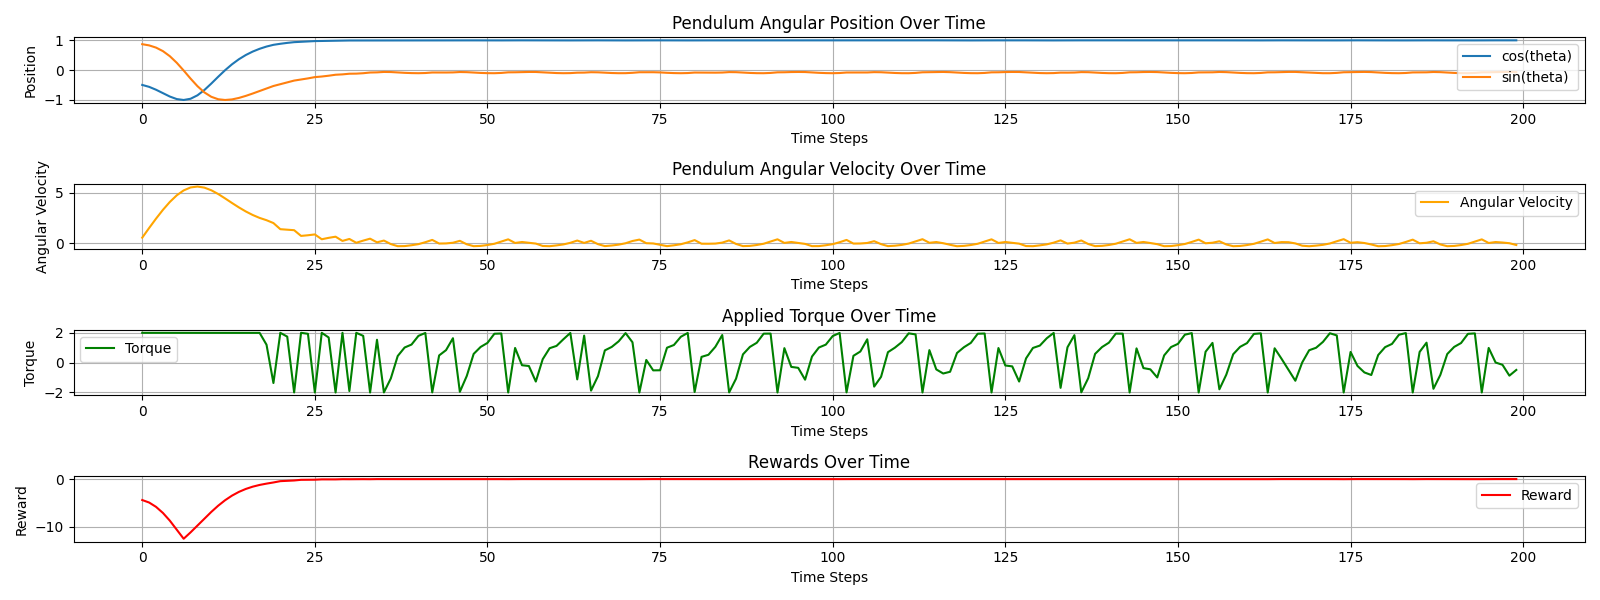 Pendulum Angular Position Over Time
Position
1
0
−1
cos(theta)
sin(theta)
0 25 50 75 100 125 150 175 200
Time Steps
Pendulum Angular Velocity Over Time
Angular Velocity
5
0
Angular Velocity
0 25 50 75 100 125 150 175 200
Time Steps
Applied Torque Over Time
Torque
2
0
−2
Torque
0 25 50 75 100 125 150 175 200
Time Steps
Rewards Over Time
Reward
0
−10
Reward
0 25 50 75 100 125 150 175 200
Time Steps